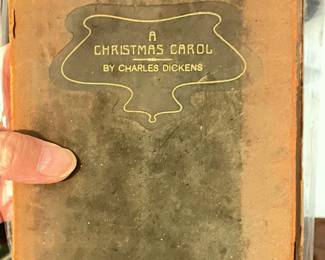 A
CHRISTMAS CAROL
BY CHARLES DICKENS